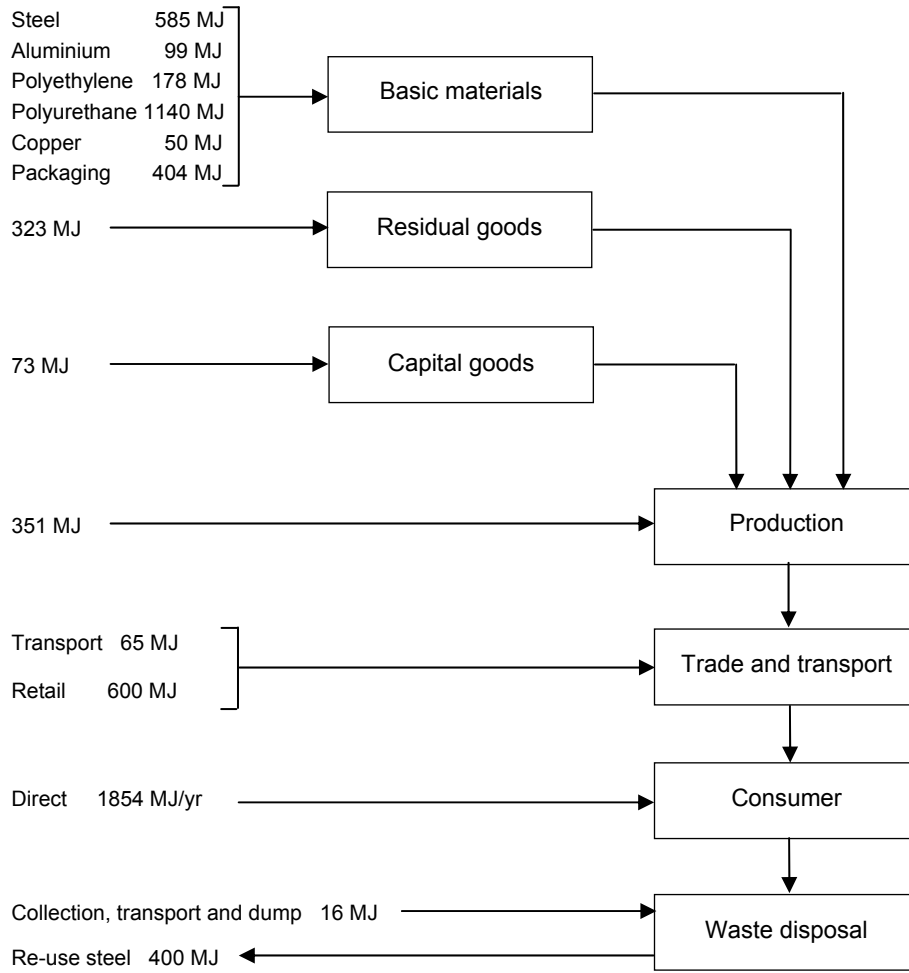 Steel 585 MJ
Aluminium 99 MJ
Polyethylene 178 MJ
Polyurethane 1140 MJ
Copper 50 MJ
Packaging 404 MJ
Basic materials
323 MJ
Residual goods
73 MJ
Capital goods
351 MJ
Production
Transport 65 MJ
Retail 600 MJ
Trade and transport
Direct 1854 MJ/yr
Consumer
Collection, transport and dump 16 MJ
Re-use steel 400 MJ
Waste disposal